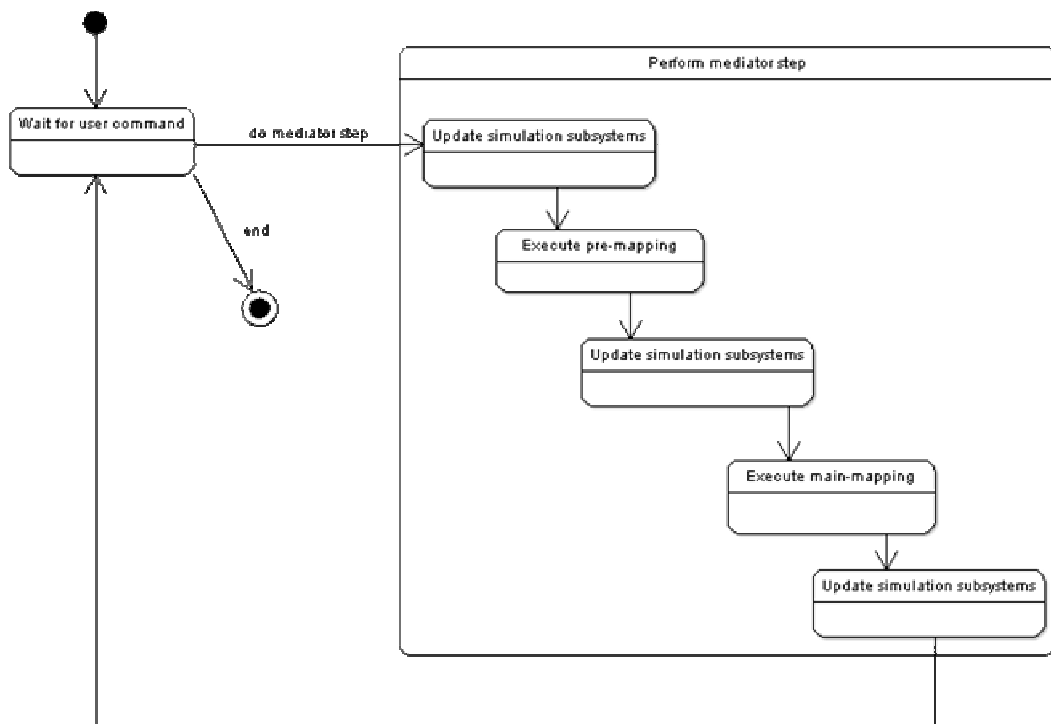 Perform mediator step
Wait for user command
do mediator step
Update simulation subsystems
end
Execute pre-mapping
Update simulation subsystems
Execute main-mapping
Update simulation subsystems